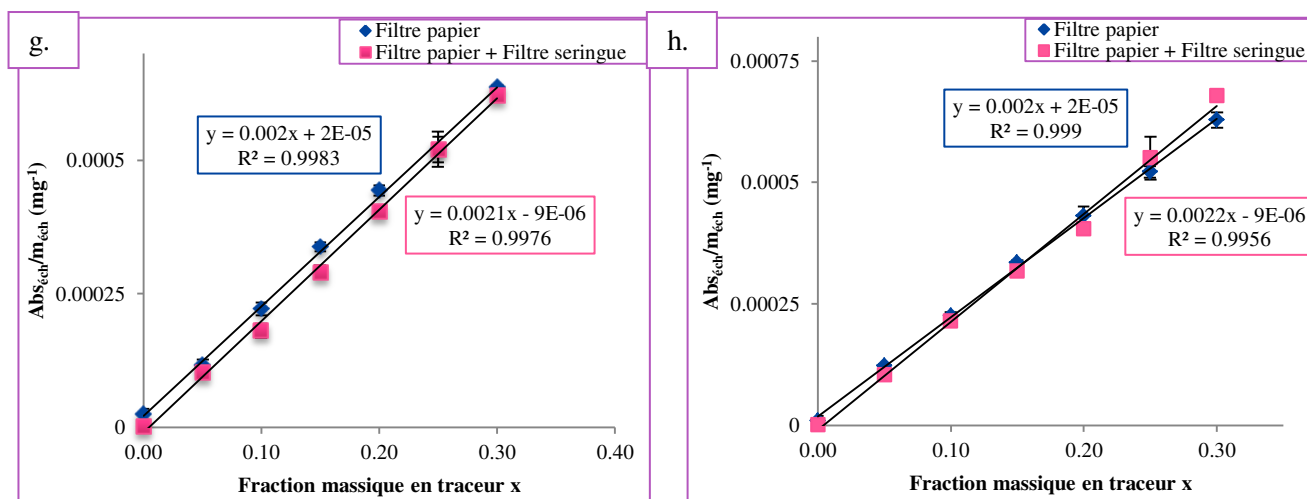 g.
Filtre papier
Filtre papier + Filtre seringue
y = 0.002x + 2E-05
R² = 0.9983
y = 0.0021x - 9E-06
R² = 0.9976
0.0005
0.00025
0
0.00 0.10 0.20 0.30 0.40
Abséch/méch (mg-1)
Fraction massique en traceur x
h.
Filtre papier
Filtre papier + Filtre seringue
y = 0.002x + 2E-05
R² = 0.999
y = 0.0022x - 9E-06
R² = 0.9956
0.00075
0.0005
0.00025
0
0.00 0.10 0.20 0.30
Abséch/méch (mg-1)
Fraction massique en traceur x